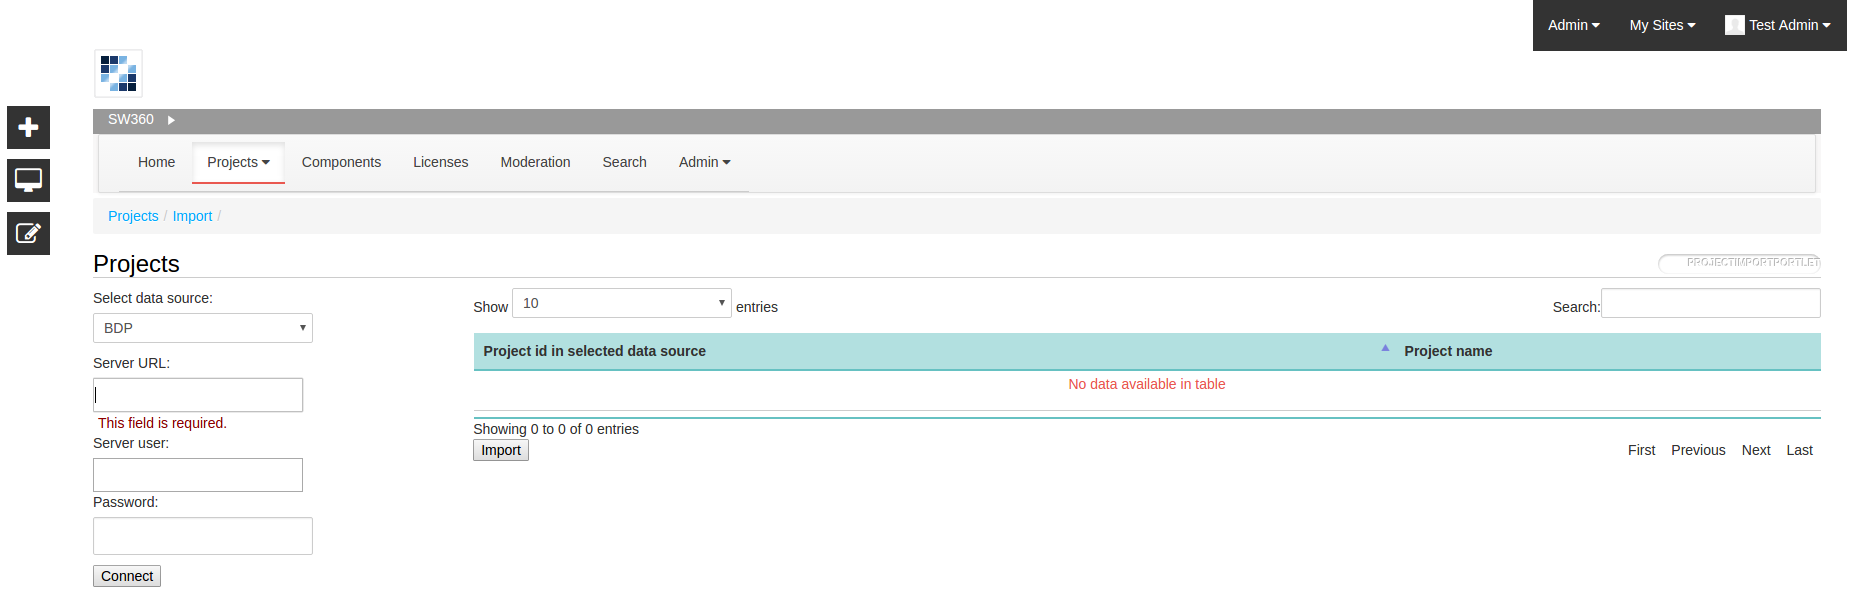 Admin My Sites Test Admin
SW360
Home Projects Components Licenses Moderation Search Admin
Projects / Import /
Projects
PROJECTIMPORTPORTLET
Select data source:
BDP
Server URL:
This field is required.
Server user:
Password:
Connect
Show 10 entries
Search:
Project id in selected data source Project name
No data available in table
Showing 0 to 0 of 0 entries
Import
First Previous Next Last